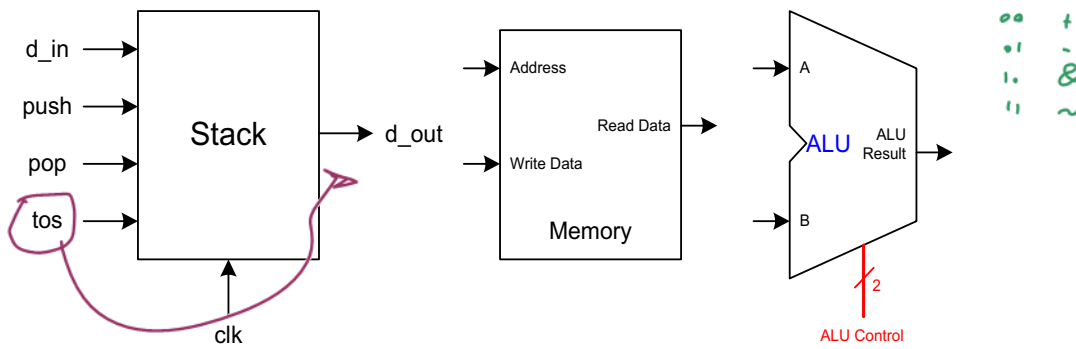 d_in
push
pop
tos
Stack
d_out
clk
Address
Write Data
Read Data
Memory
A
B
ALU
ALU
Result
2
ALU Control
00 +
01 -
10 &
11 ~